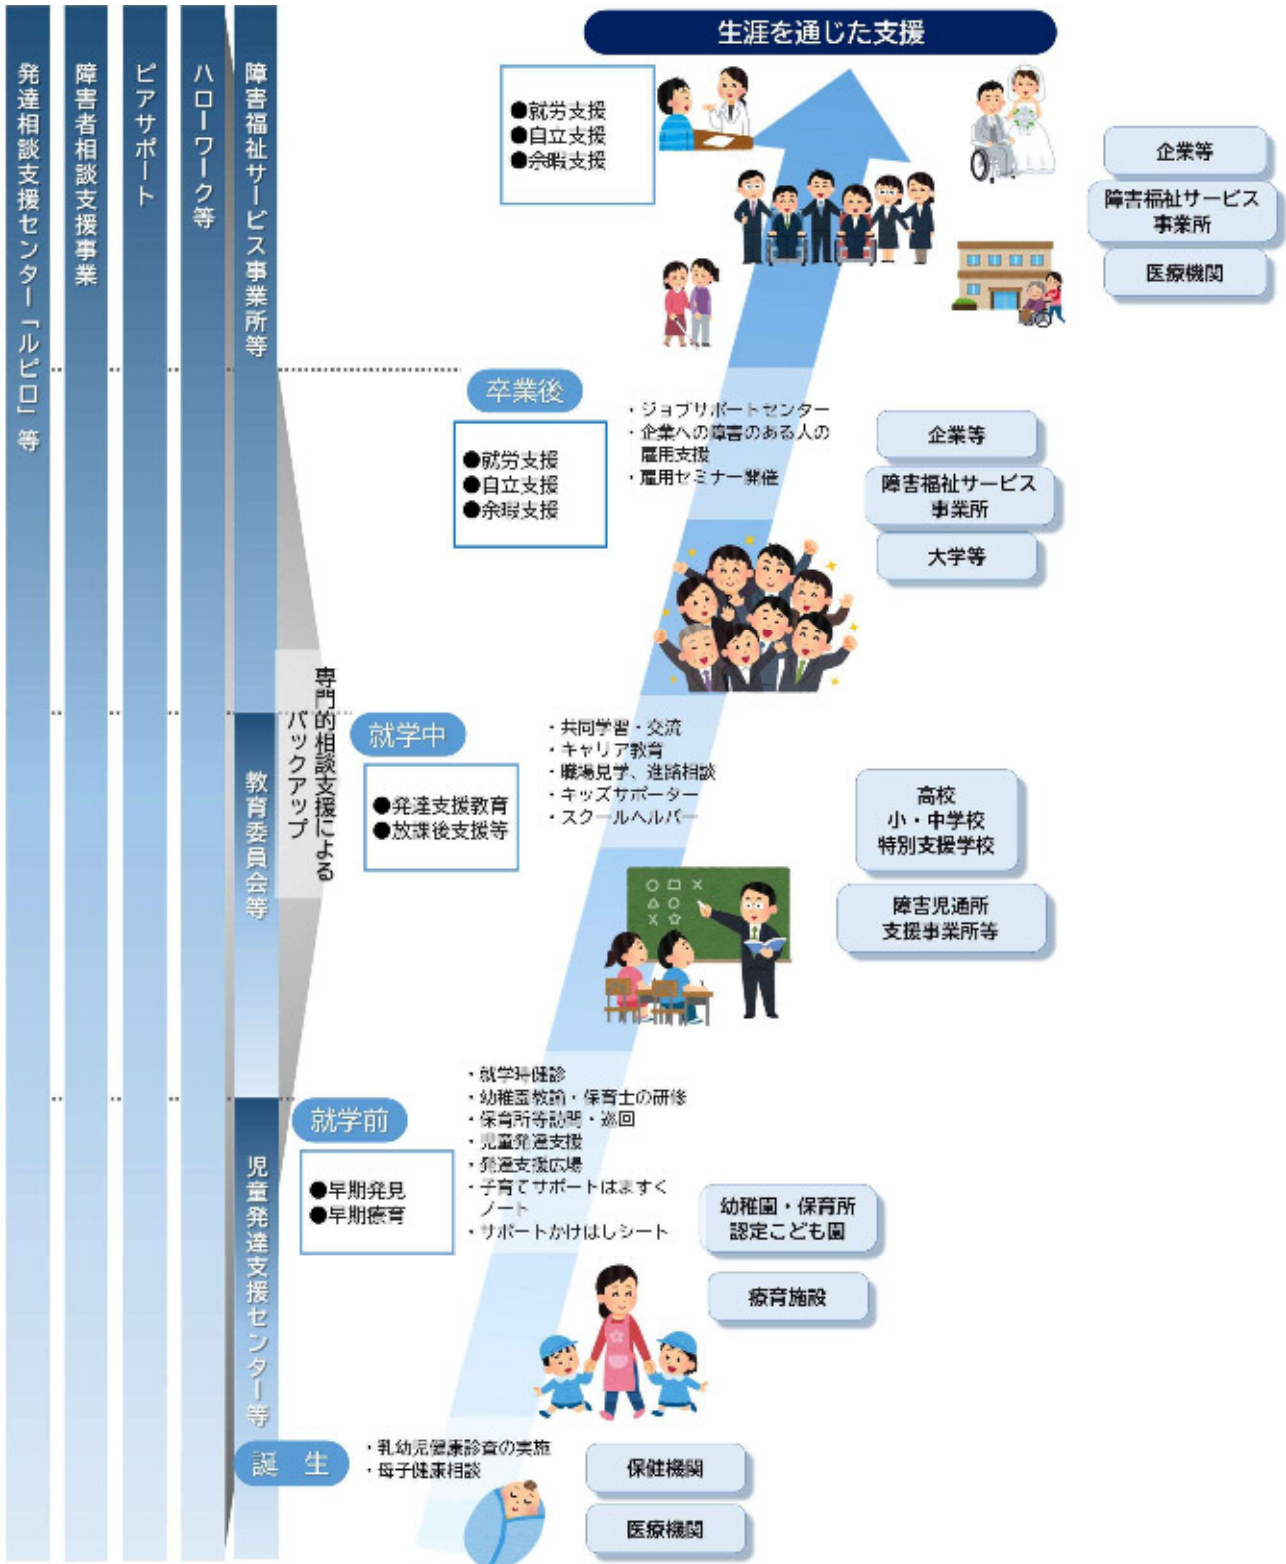 生涯を通じた支援
発達相談支援センター「ルピロ」等
障害者相談支援事業
ピアサポート
ハローワーク等
障害福祉サービス事業所等
教育委員会等
児童発達支援センター等
専門的相談支援による
バックアップ
●就労支援
●自立支援
●余暇支援
企業等
障害福祉サービス
事業所
医療機関
卒業後
●就労支援
●自立支援
●余暇支援
・ジョブサポートセンター
・企業への障害のある人の
雇用支援
・雇用セミナー開催
企業等
障害福祉サービス
事業所
大学等
就学中
●発達支援教育
●放課後支援等
・共同学習・交流
・キャリア教育
・職場見学、進路相談
・キッズサポーター
・スクールヘルパー
高校
小・中学校
特別支援学校
障害児通所
支援事業所等
就学前
●早期発見
●早期療育
・就学時健診
・幼稚園教諭・保育士の研修
・保育所等訪問・巡回
・児童発達支援
・発達支援広場
・子育てサポートはますく
ノート
・サポートかけはしシート
幼稚園・保育所
認定こども園
療育施設
誕　生
・乳幼児健康診査の実施
・母子健康相談
保健機関
医療機関